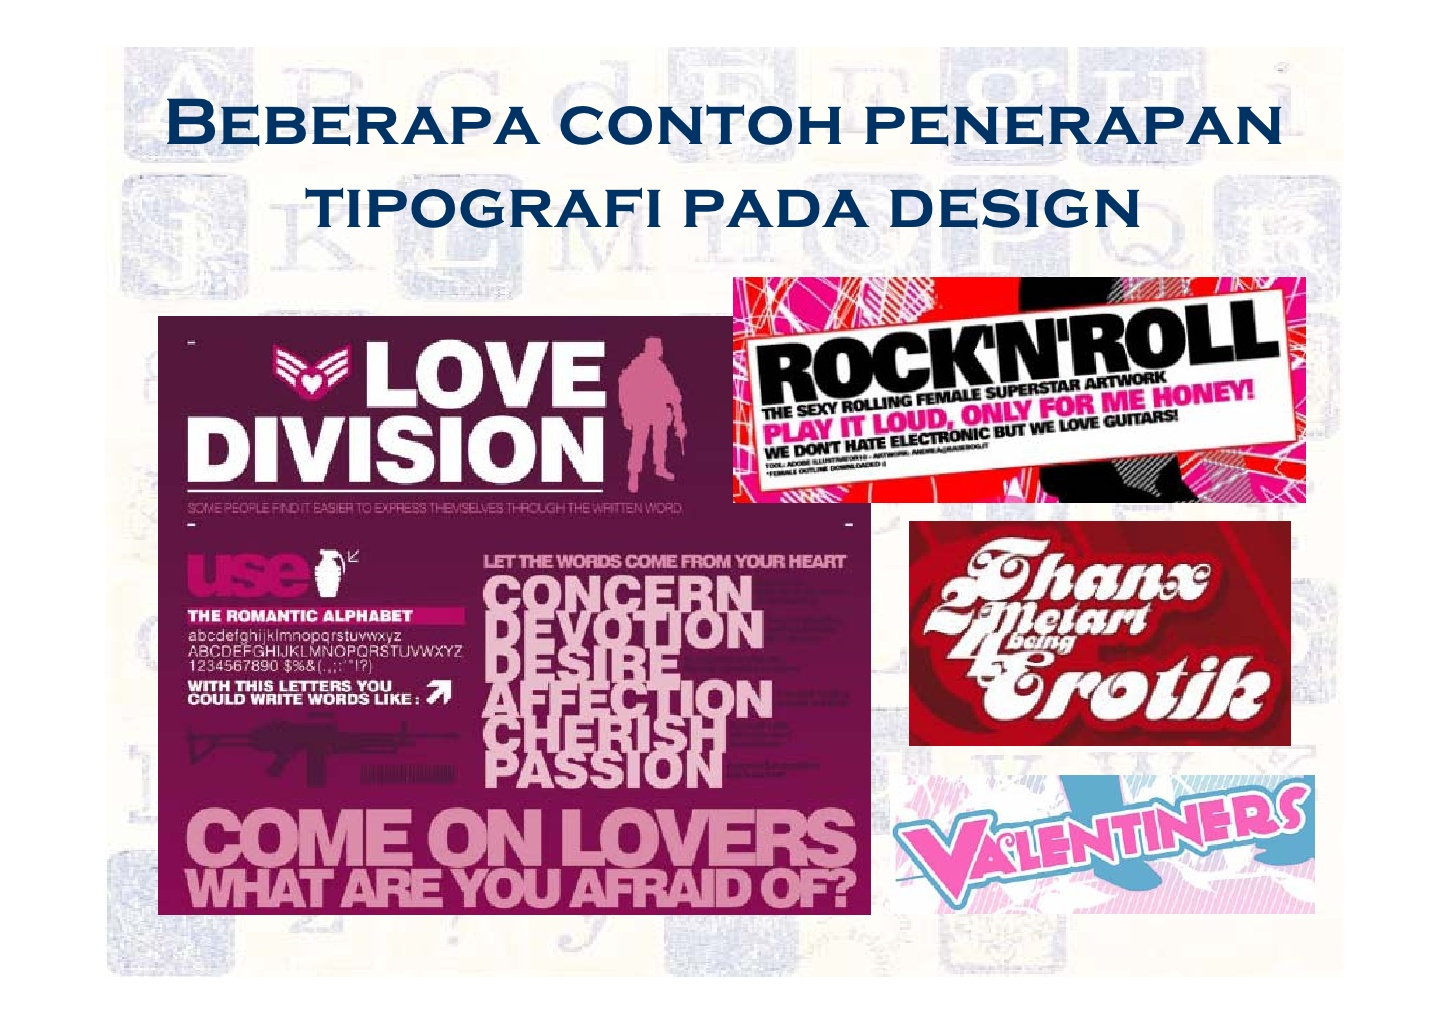 BEBERAPA CONTOH PENERAPAN
TIPOGRAFI PADA DESIGN
LOVE
DIVISION
SOME PEOPLE FIND IT EASIER TO EXPRESS THEMSELVES THROUGH THE WRITTEN WORD.
use
THE ROMANTIC ALPHABET
abcdefghijklmnopqrstuvwxyz
ABCDEFGHIJKLMNOPQRSTUVWXYZ
1234567890 $%&(.,;:'"!?)
WITH THIS LETTERS YOU
COULD WRITE WORDS LIKE:
LET THE WORDS COME FROM YOUR HEART
CONCERN
DEVOTION
DESIRE
AFFECTION
CHERISH
PASSION
COME ON LOVERS
WHAT ARE YOU AFRAID OF?
ROCK'N'ROLL
THE SEXY ROLLING FEMALE SUPERSTAR ARTWORK
PLAY IT LOUD, ONLY FOR ME HONEY!
WE DON'T HATE ELECTRONIC BUT WE LOVE GUITARS!
*FEMALE OUTLINE DOWNLOADED :)
Thanx
2 Metart
4 being
Erotik
VALENTINERS